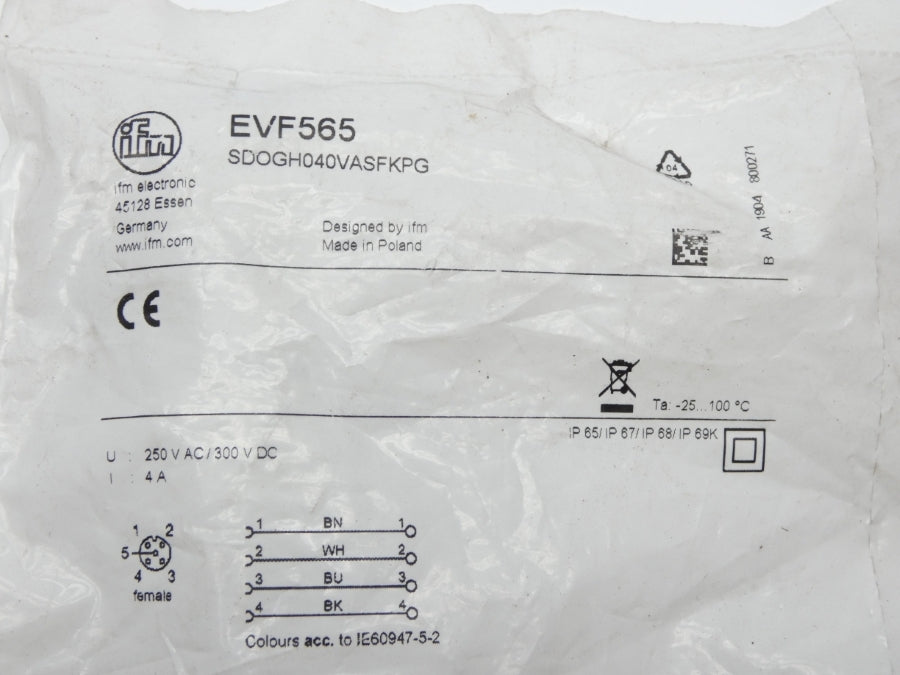 ifm
ifm electronic
45128 Essen
Germany
www.ifm.com
EVF565
SDOGH040VASFKPG
Designed by ifm
Made in Poland
04
B AA 1904 800271
CE
Ta: -25...100 °C
IP 65/ IP 67/ IP 68/ IP 69K
U : 250 V AC / 300 V DC
I : 4 A
1 2
5
4 3
female
1 BN 1
2 WH 2
3 BU 3
4 BK 4
Colours acc. to IE60947-5-2